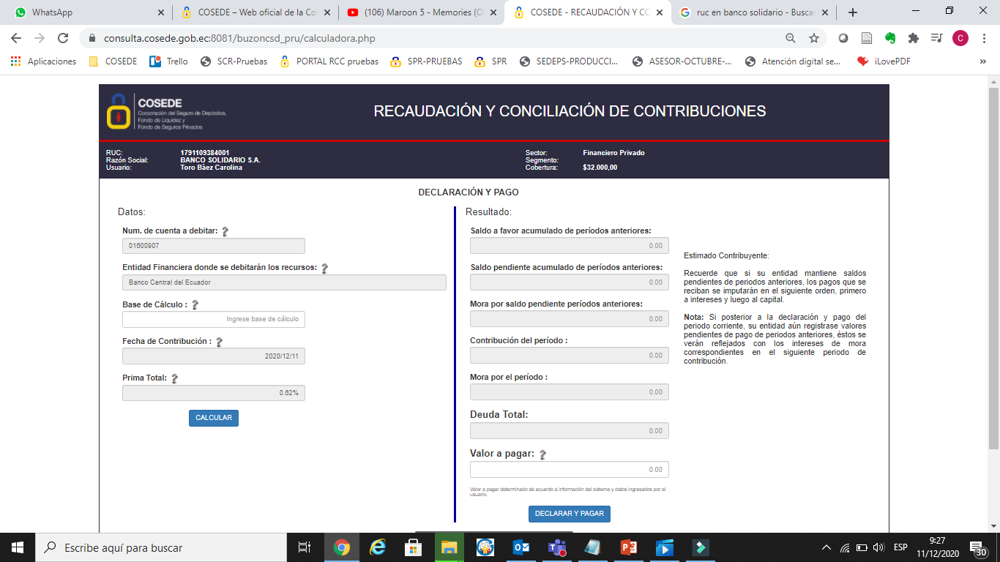 WhatsApp
COSEDE – Web oficial de la Co
(106) Maroon 5 - Memories (O
COSEDE - RECAUDACIÓN Y CO
ruc en banco solidario - Buscar
consulta.cosede.gob.ec:8081/buzoncsd_pru/calculadora.php
C
Aplicaciones
COSEDE
Trello
SCR-Pruebas
PORTAL RCC pruebas
SPR-PRUEBAS
SPR
SEDEPS-PRODUCCI...
ASESOR-OCTUBRE-...
Atención digital se...
iLovePDF
»
COSEDE
Corporación del Seguro de Depósitos,
Fondo de Liquidez y
Fondo de Seguros Privados
RECAUDACIÓN Y CONCILIACIÓN DE CONTRIBUCIONES
RUC: 1791109384001
Razón Social: BANCO SOLIDARIO S.A.
Usuario: Toro Báez Carolina
Sector: Financiero Privado
Segmento:
Cobertura: $32.000,00
DECLARACIÓN Y PAGO
Datos:
Num. de cuenta a debitar: ?
01600907
Entidad Financiera donde se debitarán los recursos: ?
Banco Central del Ecuador
Base de Cálculo : ?
Ingrese base de cálculo
Fecha de Contribución : ?
2020/12/11
Prima Total: ?
0.62%
CALCULAR
Resultado:
Saldo a favor acumulado de períodos anteriores:
0.00
Saldo pendiente acumulado de períodos anteriores:
0.00
Mora por saldo pendiente períodos anteriores:
0.00
Contribución del período :
0.00
Mora por el período :
0.00
Deuda Total:
0.00
Valor a pagar: ?
0.00
Valor a pagar determinado de acuerdo a información del sistema y datos ingresados por el
usuario.
DECLARAR Y PAGAR
Estimado Contribuyente:
Recuerde que si su entidad mantiene saldos
pendientes de periodos anteriores, los pagos que se
reciban se imputarán en el siguiente orden, primero
a intereses y luego al capital.
Nota: Si posterior a la declaración y pago del
periodo corriente, su entidad aún registrase valores
pendientes de pago de periodos anteriores, éstos se
verán reflejados con los intereses de mora
correspondientes en el siguiente periodo de
contribución.
Escribe aquí para buscar
ESP
9:27
11/12/2020
30